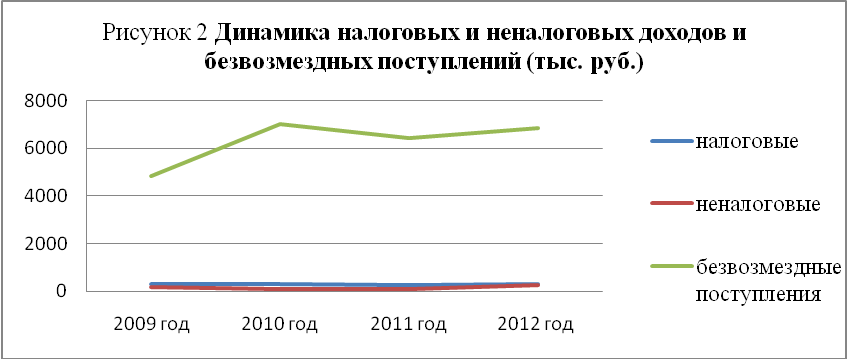 Рисунок 2 Динамика налоговых и неналоговых доходов и
безвозмездных поступлений (тыс. руб.)
8000
6000
4000
2000
0
2009 год
2010 год
2011 год
2012 год
налоговые
неналоговые
безвозмездные
поступления